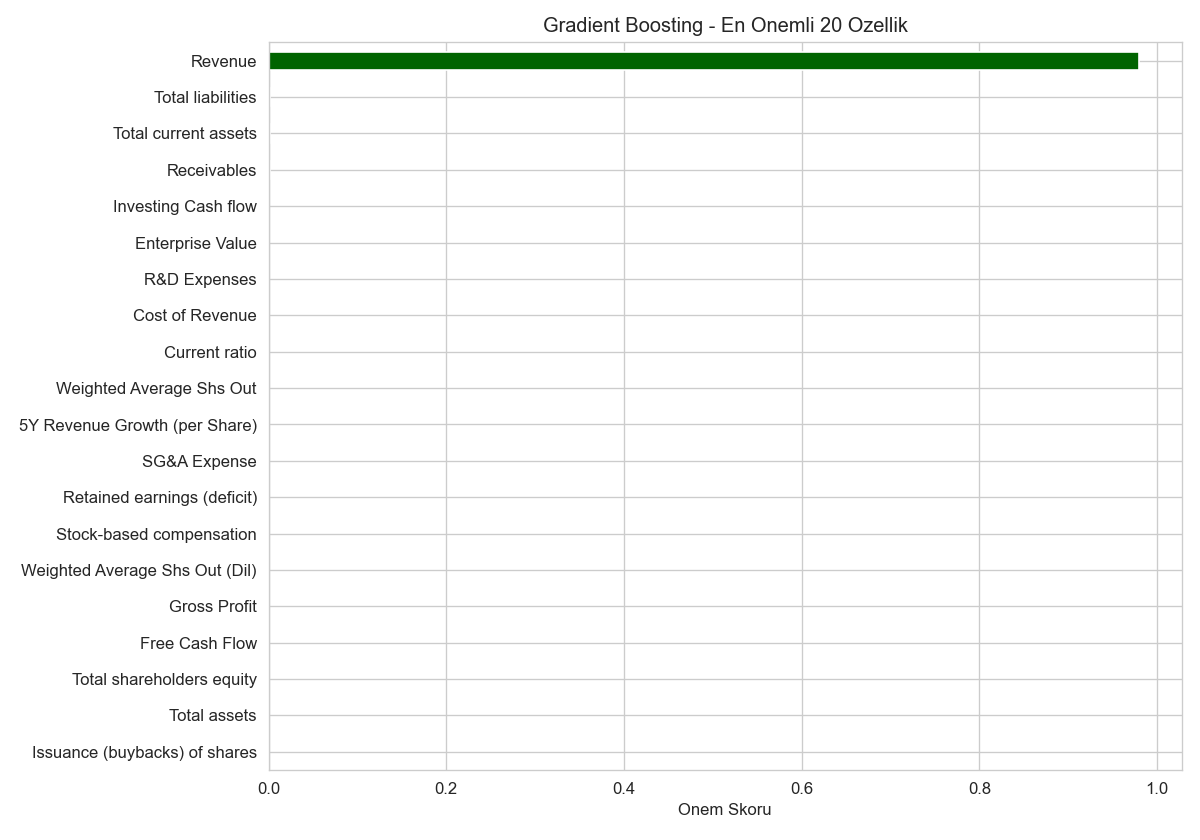 Gradient Boosting - En Onemli 20 Ozellik
Revenue
Total liabilities
Total current assets
Receivables
Investing Cash flow
Enterprise Value
R&D Expenses
Cost of Revenue
Current ratio
Weighted Average Shs Out
5Y Revenue Growth (per Share)
SG&A Expense
Retained earnings (deficit)
Stock-based compensation
Weighted Average Shs Out (Dil)
Gross Profit
Free Cash Flow
Total shareholders equity
Total assets
Issuance (buybacks) of shares
0.0 0.2 0.4 0.6 0.8 1.0
Onem Skoru